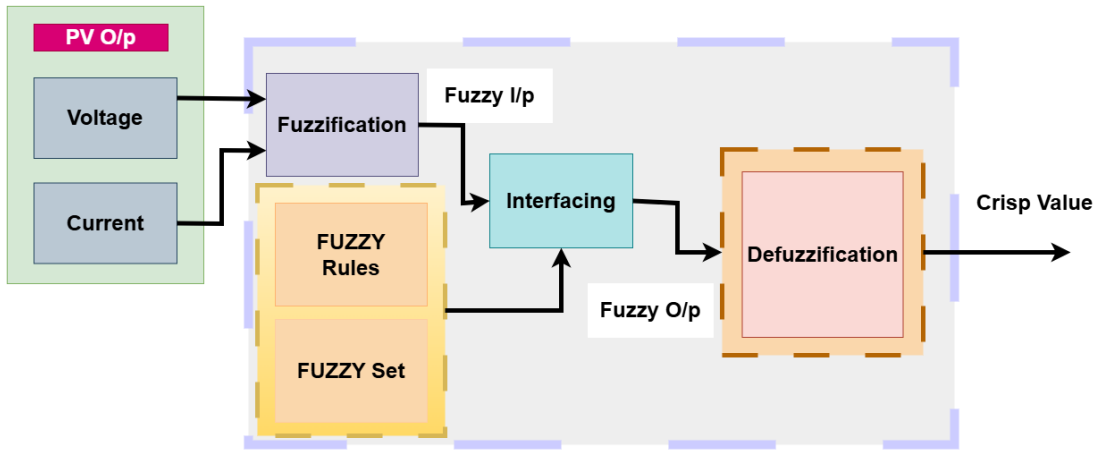 PV O/p
Voltage
Current
Fuzzification
Fuzzy I/p
FUZZY
Rules
FUZZY Set
Interfacing
Fuzzy O/p
Defuzzification
Crisp Value